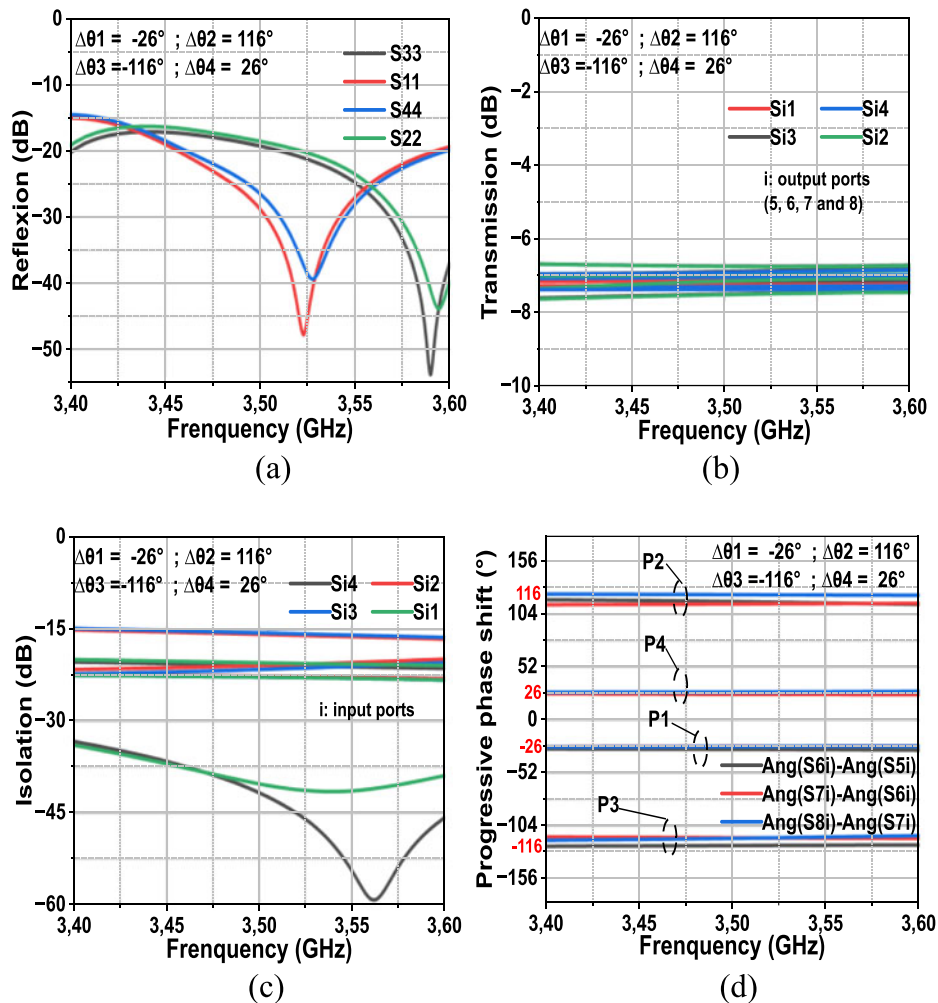 Δθ1 = -26° ; Δθ2 = 116°
Δθ3 =-116° ; Δθ4 = 26°
S33
S11
S44
S22
Reflexion (dB)
0
−10
−20
−30
−40
−50
3,40
3,45
3,50
3,55
3,60
Frenquency (GHz)
(a)
Δθ1 = -26° ; Δθ2 = 116°
Δθ3 =-116° ; Δθ4 = 26°
Si1
Si4
Si3
Si2
i: output ports
(5, 6, 7 and 8)
Transmission (dB)
0
−2
−4
−6
−8
−10
3,40
3,45
3,50
3,55
3,60
Frequency (GHz)
(b)
Δθ1 = -26° ; Δθ2 = 116°
Δθ3 =-116° ; Δθ4 = 26°
Si4
Si2
Si3
Si1
i: input ports
Isolation (dB)
0
−15
−30
−45
−60
3,40
3,45
3,50
3,55
3,60
Frenquency (GHz)
(c)
Δθ1 = -26° ; Δθ2 = 116°
Δθ3 =-116° ; Δθ4 = 26°
P2
P4
P1
P3
Ang(S6i)-Ang(S5i)
Ang(S7i)-Ang(S6i)
Ang(S8i)-Ang(S7i)
Progressive phase shift (°)
156
116
104
52
26
0
-26
−52
−104
-116
−156
3,40
3,45
3,50
3,55
3,60
Frenquency (GHz)
(d)